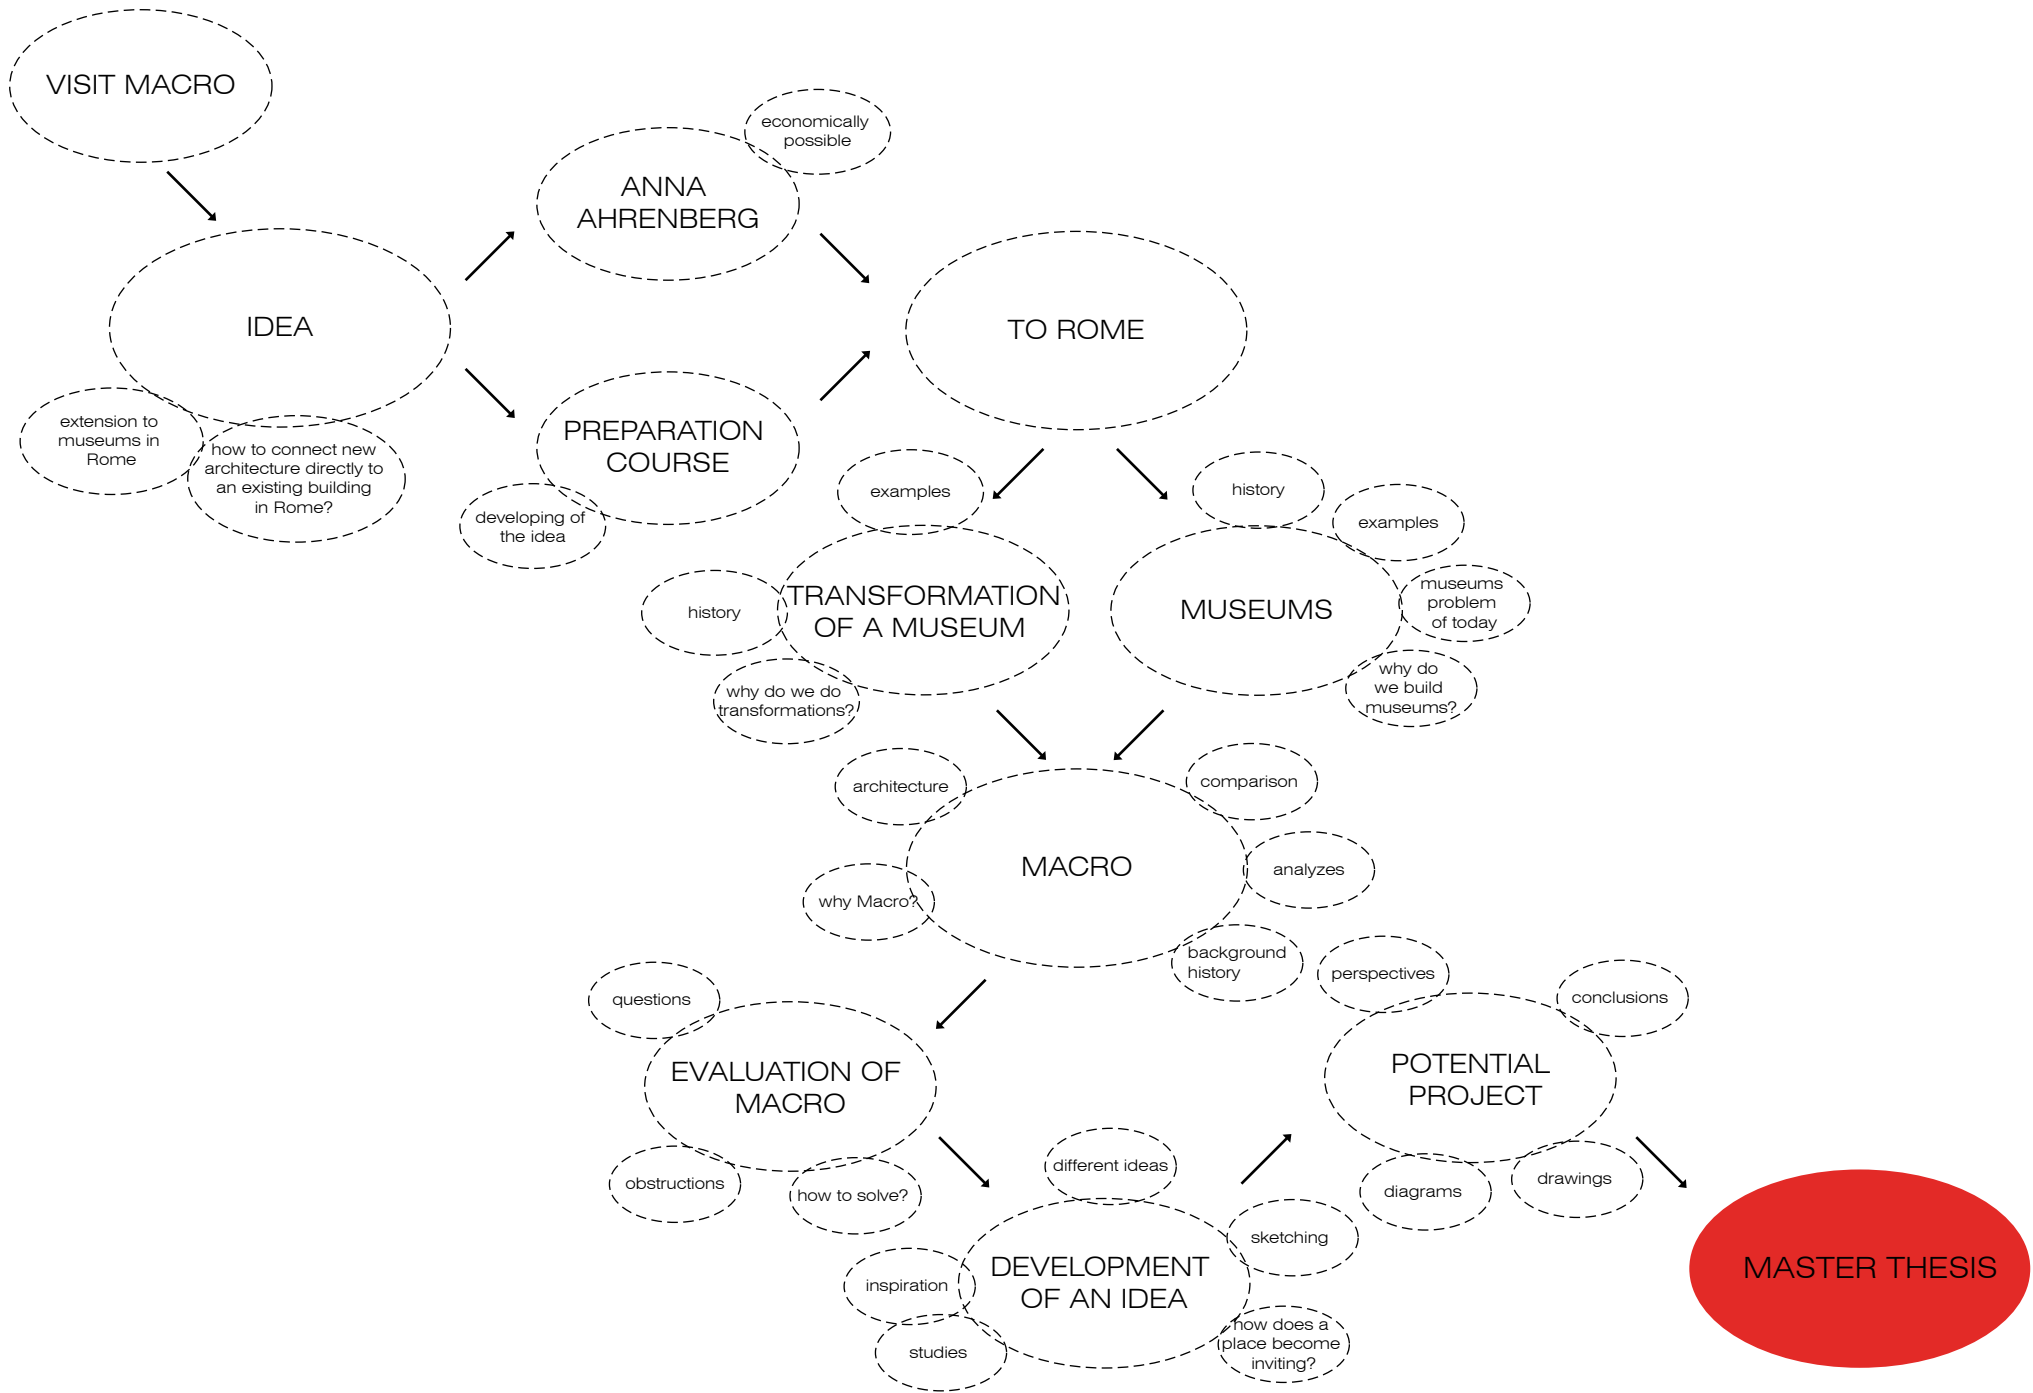 VISIT MACRO
economically
possible
ANNA
AHRENBERG
IDEA
TO ROME
extension to
museums in
Rome
how to connect new
architecture directly to
an existing building
in Rome?
PREPARATION
COURSE
developing of
the idea
examples
history
examples
history
TRANSFORMATION
OF A MUSEUM
why do we do
transformations?
MUSEUMS
museums
problem
of today
why do
we build
museums?
architecture
comparison
MACRO
analyzes
why Macro?
background
history
questions
EVALUATION OF
MACRO
obstructions
how to solve?
perspectives
conclusions
POTENTIAL
PROJECT
diagrams
drawings
different ideas
sketching
inspiration
DEVELOPMENT
OF AN IDEA
studies
how does a
place become
inviting?
MASTER THESIS